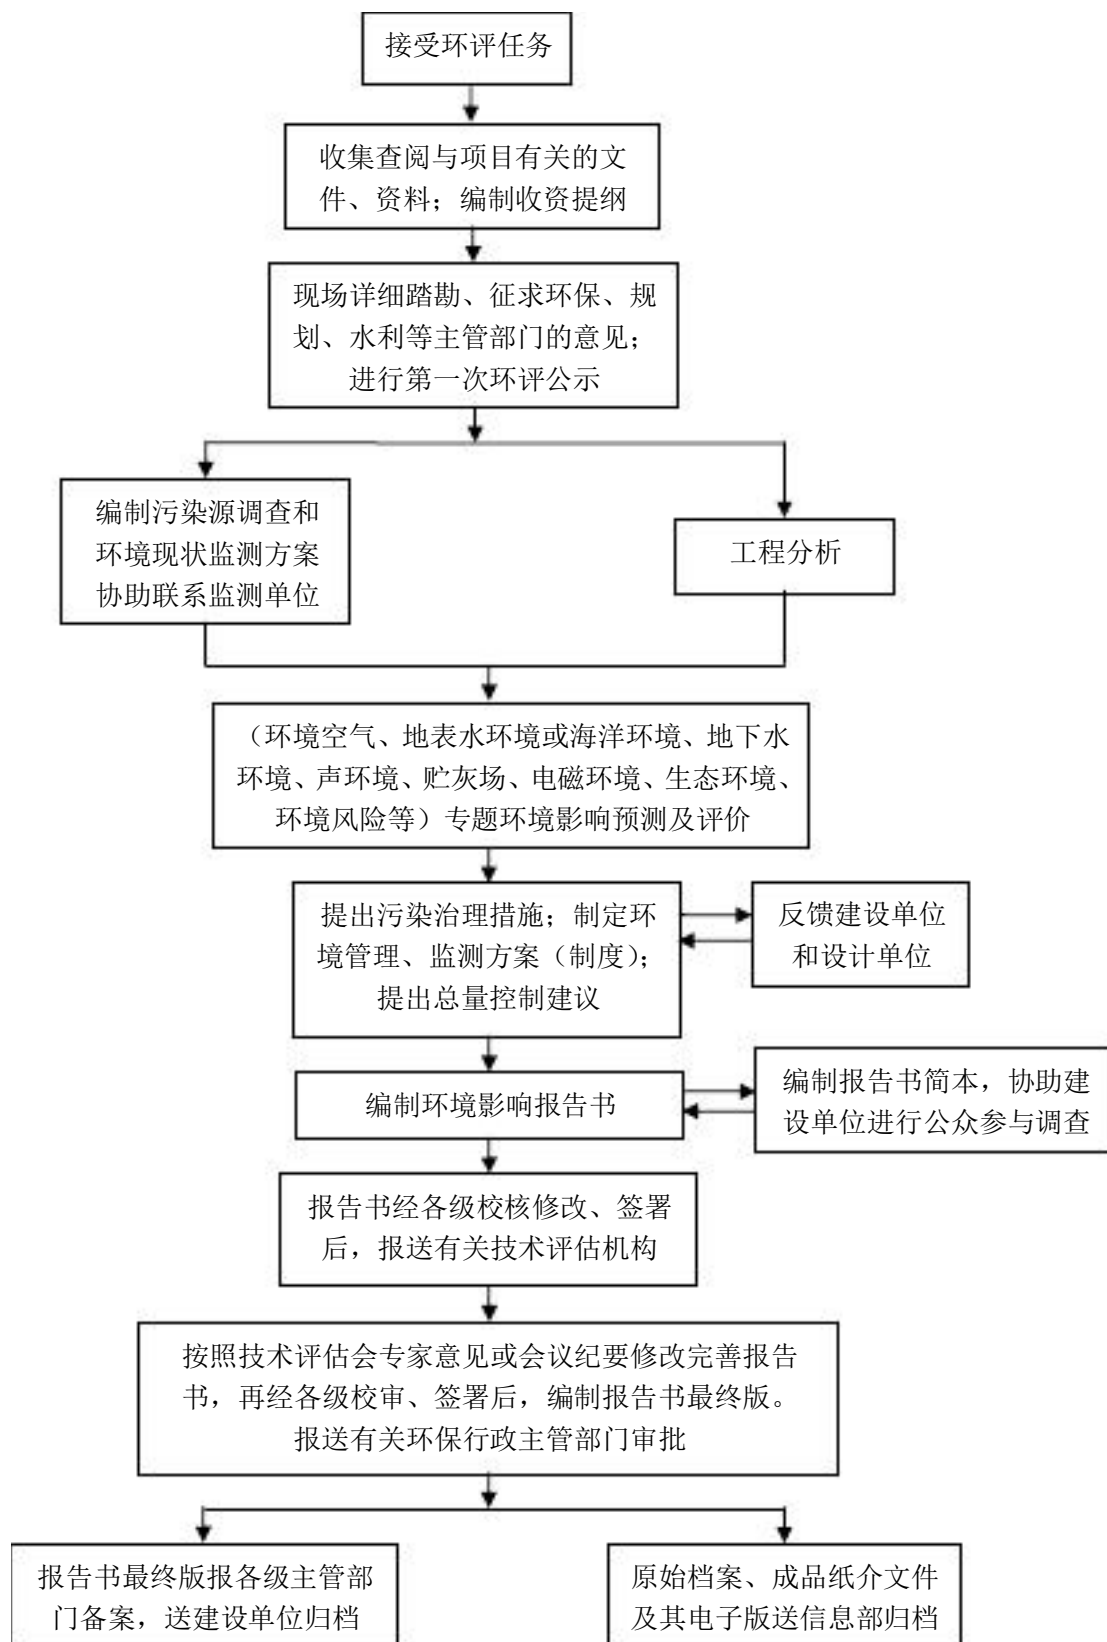 接受环评任务
收集查阅与项目有关的文
件、资料；编制收资提纲
现场详细踏勘、征求环保、规
划、水利等主管部门的意见；
进行第一次环评公示
编制污染源调查和
环境现状监测方案
协助联系监测单位
工程分析
（环境空气、地表水环境或海洋环境、地下水
环境、声环境、贮灰场、电磁环境、生态环境、
环境风险等）专题环境影响预测及评价
提出污染治理措施；制定环
境管理、监测方案（制度）；
提出总量控制建议
反馈建设单位
和设计单位
编制环境影响报告书
编制报告书简本，协助建
设单位进行公众参与调查
报告书经各级校核修改、签署
后，报送有关技术评估机构
按照技术评估会专家意见或会议纪要修改完善报告
书，再经各级校审、签署后，编制报告书最终版。
报送有关环保行政主管部门审批
报告书最终版报各级主管部
门备案，送建设单位归档
原始档案、成品纸介文件
及其电子版送信息部归档